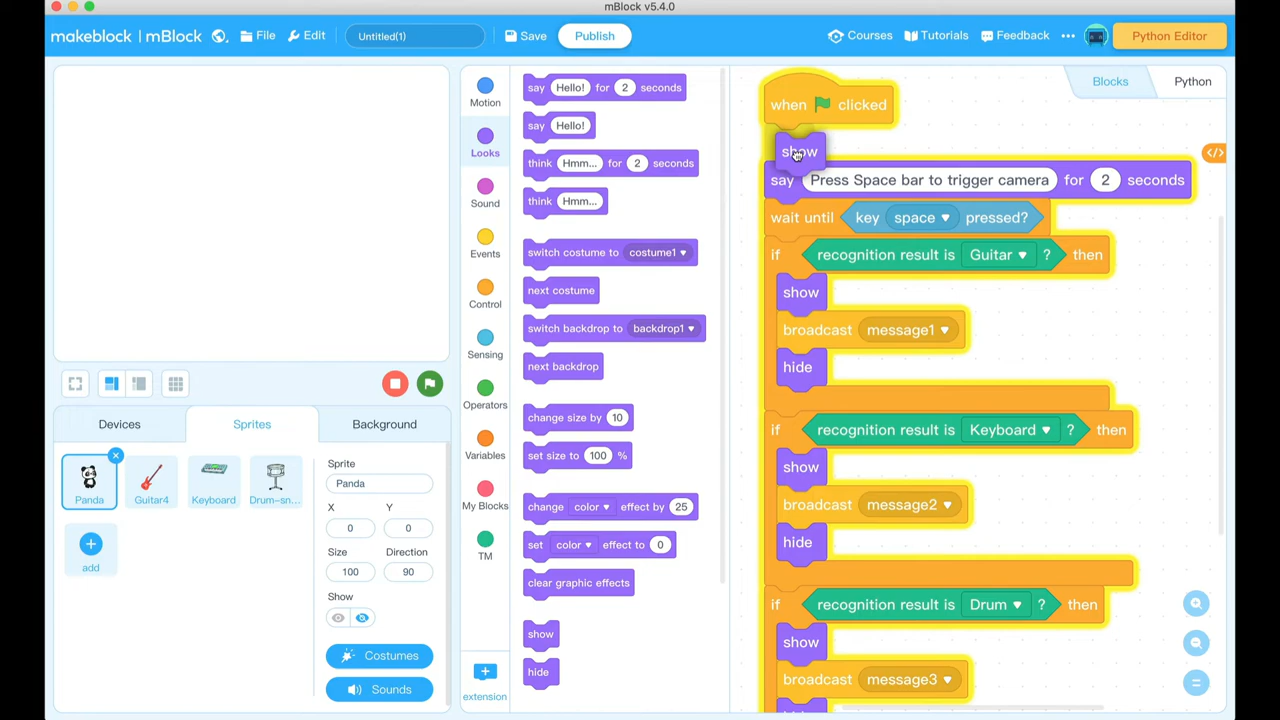 mBlock v5.4.0
makeblock | mBlock
File
Edit
Untitled(1)
Save
Publish
Courses
Tutorials
Feedback
Python Editor
Motion
Looks
Sound
Events
Control
Sensing
Operators
Variables
My Blocks
TM
extension
say Hello! for 2 seconds
say Hello!
think Hmm... for 2 seconds
think Hmm...
switch costume to costume1
next costume
switch backdrop to backdrop1
next backdrop
change size by 10
set size to 100 %
change color effect by 25
set color effect to 0
clear graphic effects
show
hide
Blocks
Python
when clicked
show
say Press Space bar to trigger camera for 2 seconds
wait until key space pressed?
if recognition result is Guitar ? then
show
broadcast message1
hide
if recognition result is Keyboard ? then
show
broadcast message2
hide
if recognition result is Drum ? then
show
broadcast message3
Devices
Sprites
Background
Panda
Guitar4
Keyboard
Drum-sn...
add
Sprite
Panda
X
Y
0
0
Size
Direction
100
90
Show
Costumes
Sounds